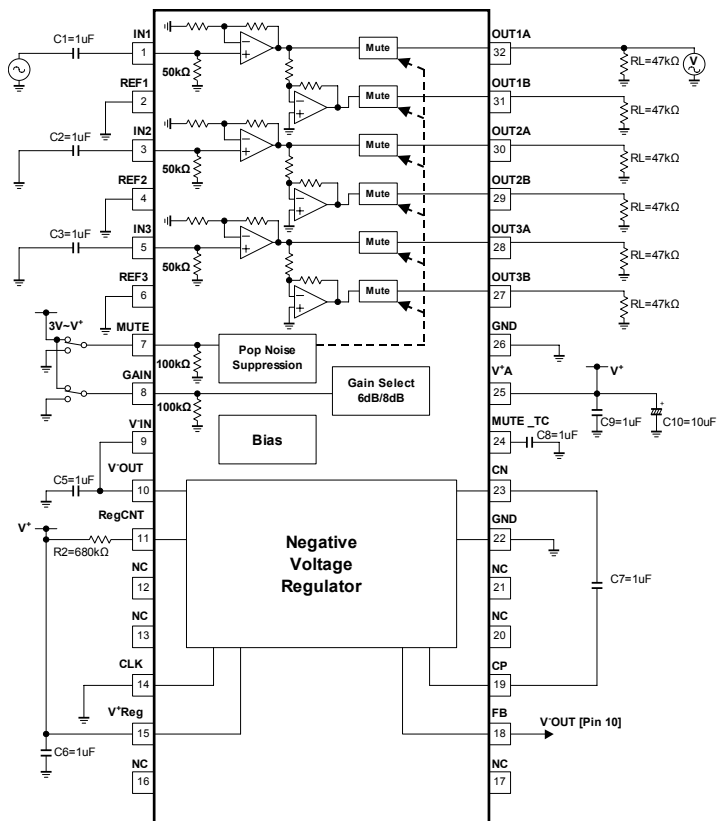 C1=1uF
IN1
1
50kΩ
Mute
OUT1A
32
RL=47kΩ
V
REF1
2
Mute
OUT1B
31
RL=47kΩ
C2=1uF
IN2
3
50kΩ
Mute
OUT2A
30
RL=47kΩ
REF2
4
Mute
OUT2B
29
RL=47kΩ
C3=1uF
IN3
5
50kΩ
Mute
OUT3A
28
RL=47kΩ
REF3
6
Mute
OUT3B
27
RL=47kΩ
3V~V+
MUTE
7
100kΩ
Pop Noise
Suppression
GND
26
GAIN
8
100kΩ
Gain Select
6dB/8dB
V+A
25
V+
C9=1uF
C10=10uF
+
V-IN
9
Bias
MUTE _TC
24
C8=1uF
C5=1uF
V-OUT
10
CN
23
V+
RegCNT
11
R2=680kΩ
Negative
Voltage
Regulator
GND
22
C7=1uF
NC
12
NC
21
NC
13
NC
20
CLK
14
CP
19
V+Reg
15
C6=1uF
FB
18
V-OUT [Pin 10]
NC
16
NC
17